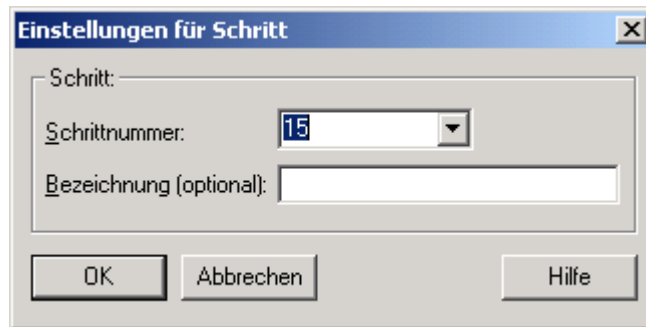 Einstellungen für Schritt
Schritt:
Schrittnummer: 15
Bezeichnung (optional):
OK Abbrechen Hilfe